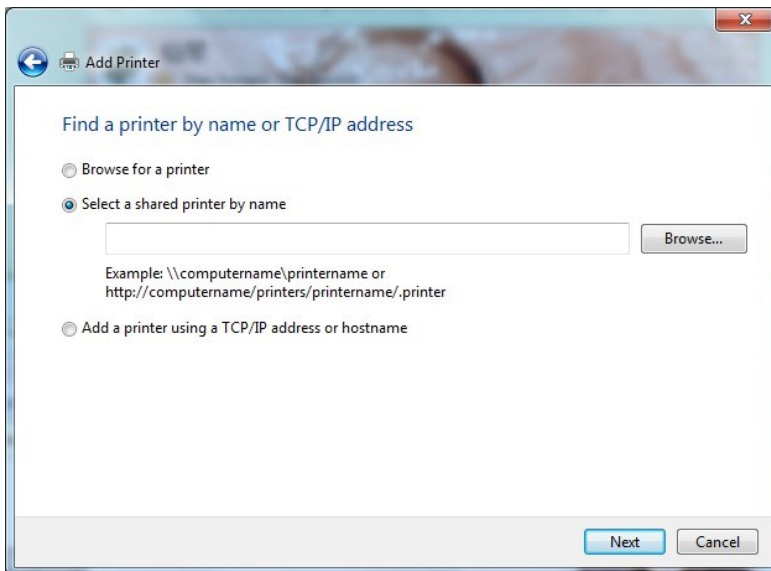 Add Printer
Find a printer by name or TCP/IP address
Browse for a printer
Select a shared printer by name
Browse...
Example: \\computername\printername or
http://computername/printers/printername/.printer
Add a printer using a TCP/IP address or hostname
Next
Cancel